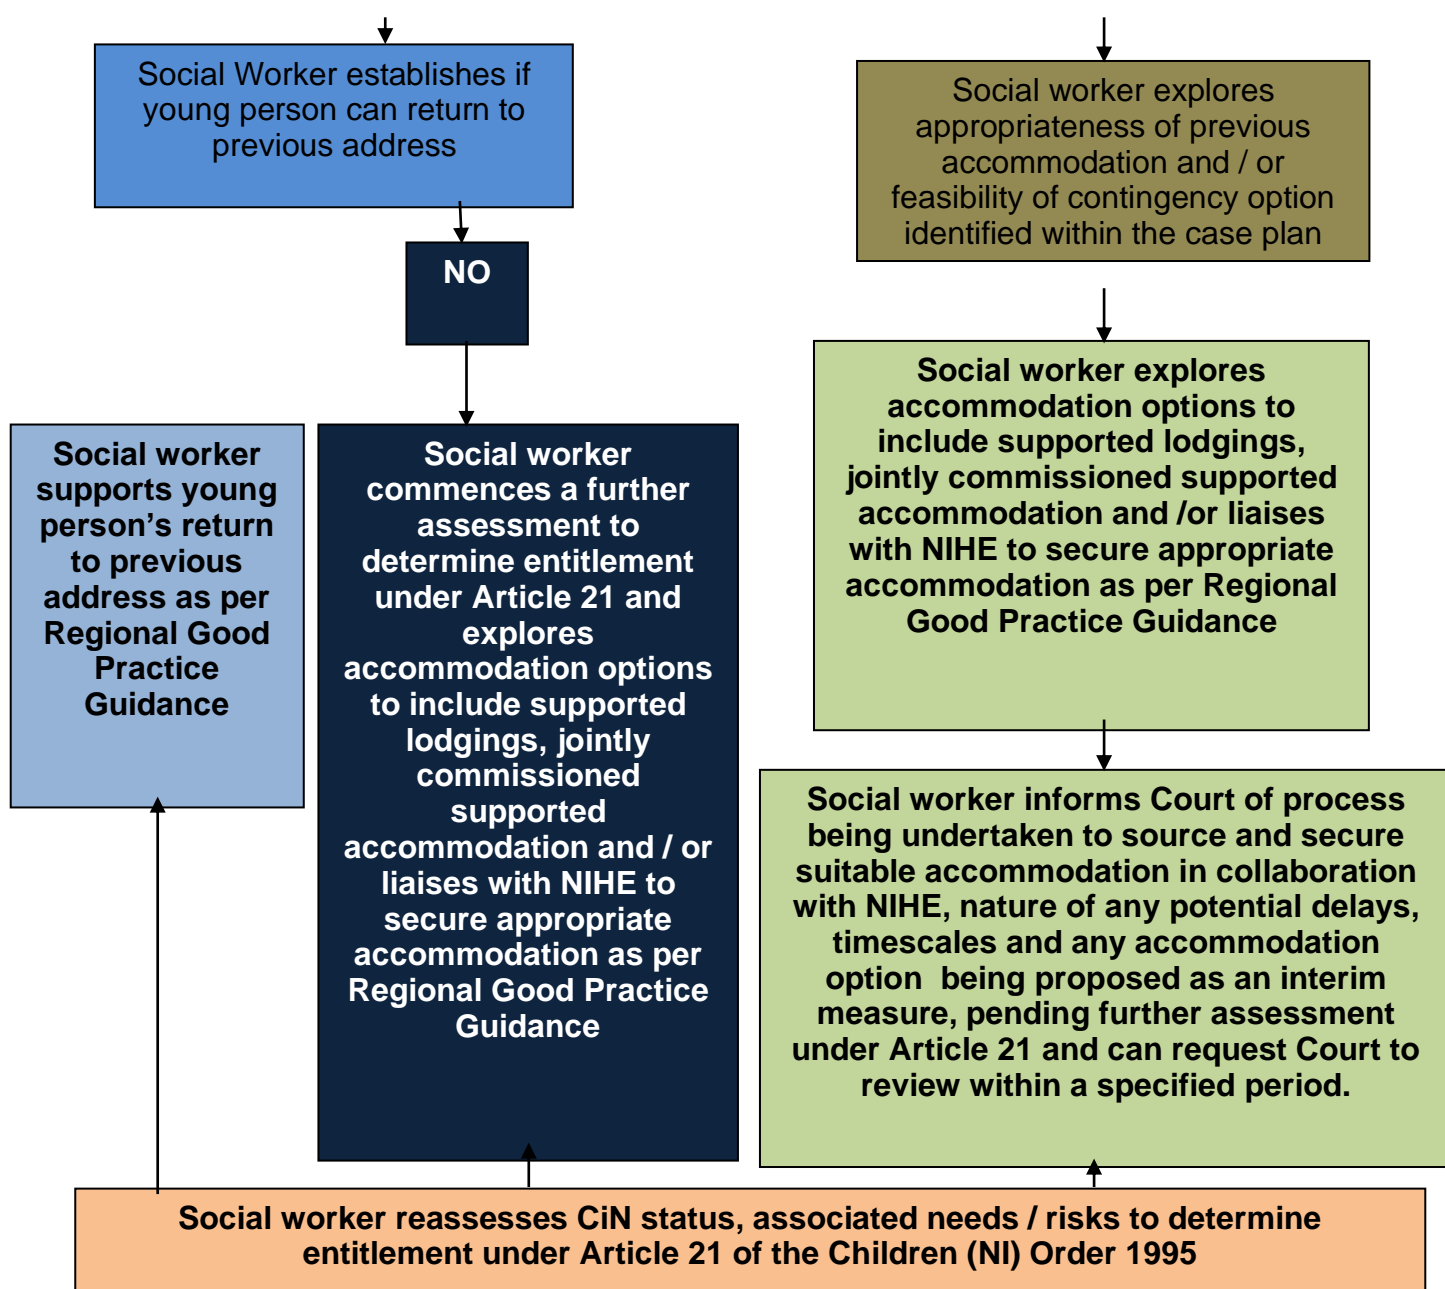 Social Worker establishes if
young person can return to
previous address
Social worker explores
appropriateness of previous
accommodation and / or
feasibility of contingency option
identified within the case plan
NO
Social worker
supports young
person’s return
to previous
address as per
Regional Good
Practice
Guidance
Social worker
commences a further
assessment to
determine entitlement
under Article 21 and
explores
accommodation options
to include supported
lodgings, jointly
commissioned
supported
accommodation and / or
liaises with NIHE to
secure appropriate
accommodation as per
Regional Good Practice
Guidance
Social worker explores
accommodation options to
include supported lodgings,
jointly commissioned supported
accommodation and /or liaises
with NIHE to secure appropriate
accommodation as per Regional
Good Practice Guidance
Social worker informs Court of process
being undertaken to source and secure
suitable accommodation in collaboration
with NIHE, nature of any potential delays,
timescales and any accommodation
option being proposed as an interim
measure, pending further assessment
under Article 21 and can request Court to
review within a specified period.
Social worker reassesses CiN status, associated needs / risks to determine
entitlement under Article 21 of the Children (NI) Order 1995